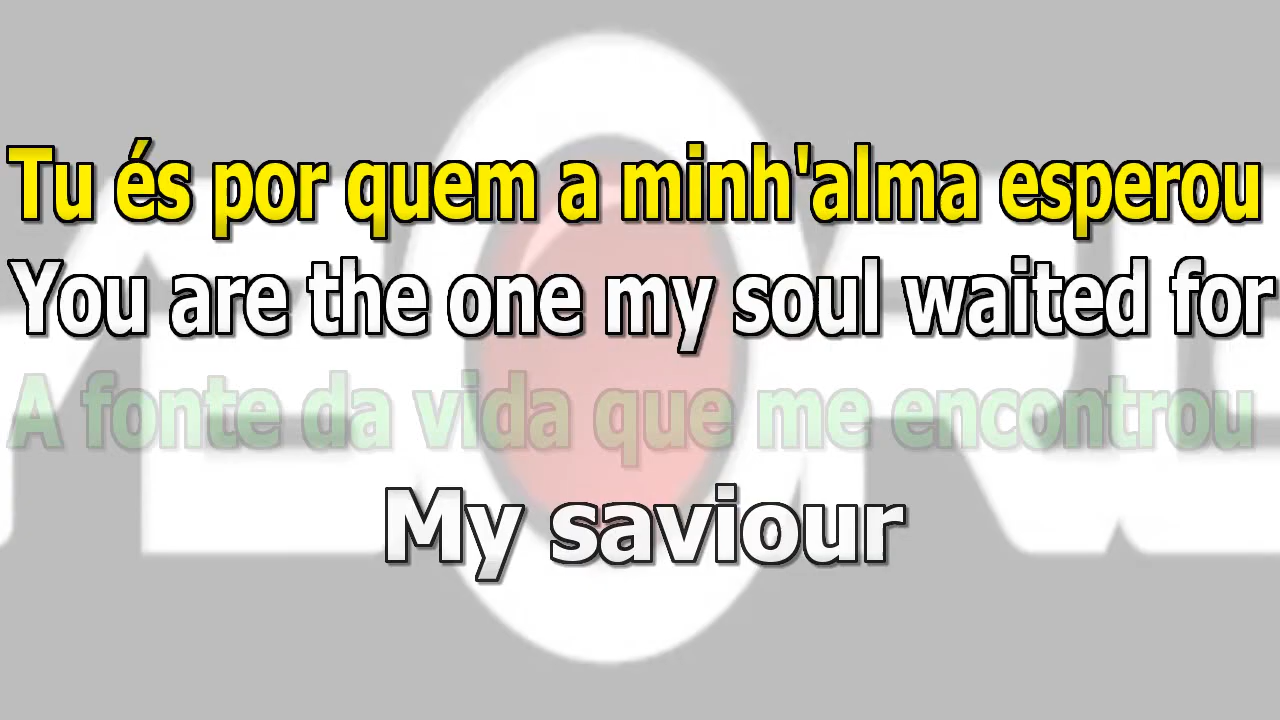 Tu és por quem a minh'alma esperou
You are the one my soul waited for
A fonte da vida que me encontrou
My saviour